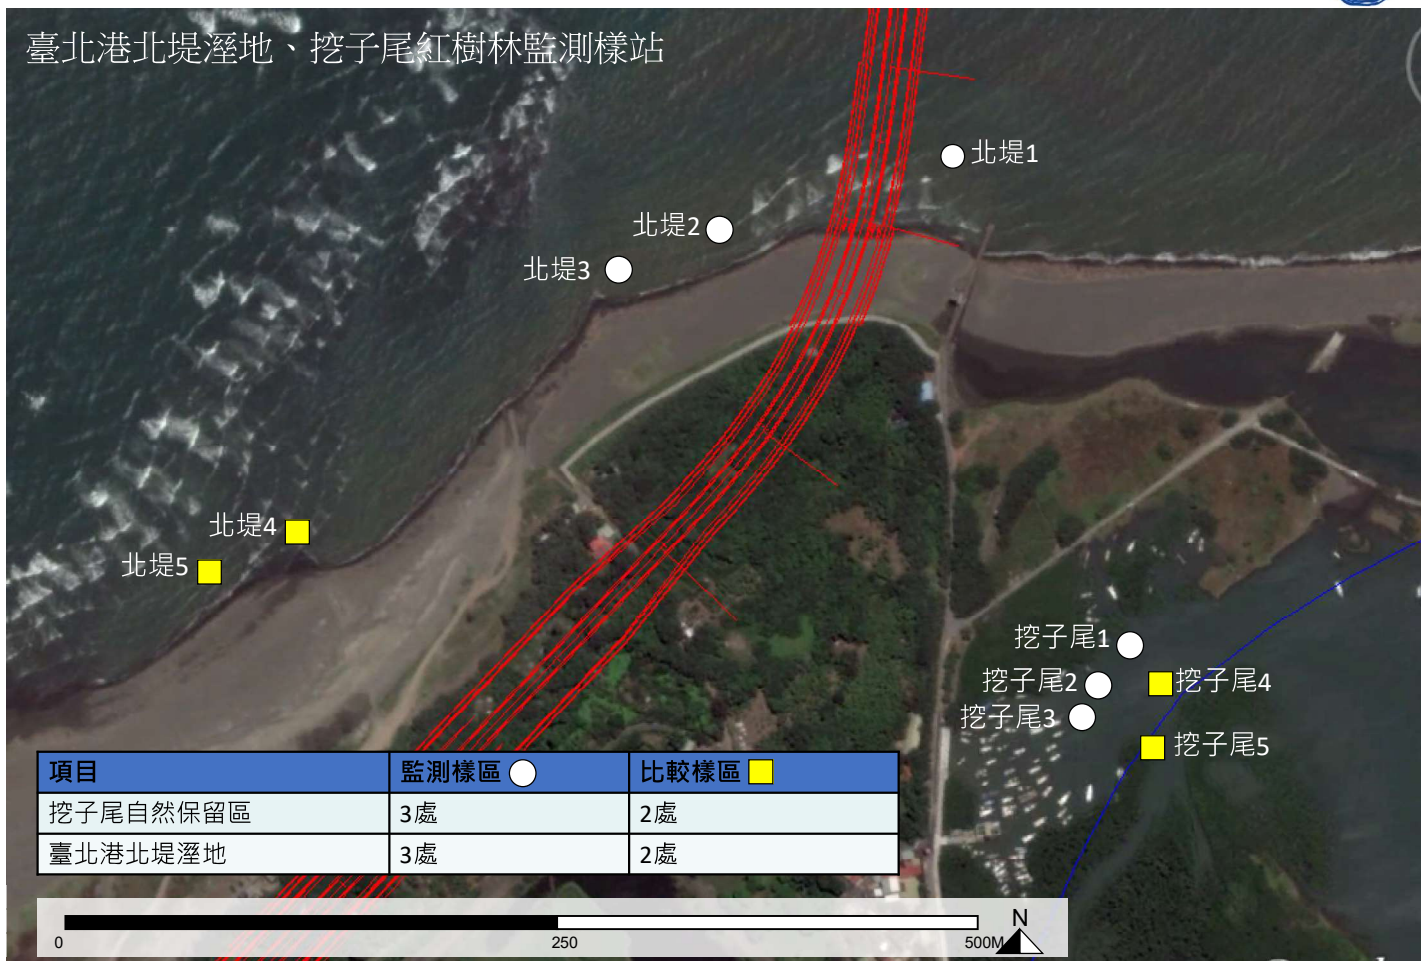 臺北港北堤溼地、挖子尾紅樹林監測樣站
北堤1
北堤2
北堤3
北堤4
北堤5
挖子尾1
挖子尾2
挖子尾4
挖子尾3
挖子尾5
項目 監測樣區 比較樣區
挖子尾自然保留區 3處 2處
臺北港北堤溼地 3處 2處
N
0 250 500M